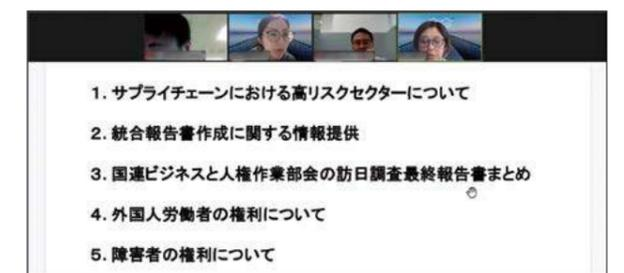 1. サプライチェーンにおける高リスクセクターについて
2. 統合報告書作成に関する情報提供
3. 国連ビジネスと人権作業部会の訪日調査最終報告書まとめ
4. 外国人労働者の権利について
5. 障害者の権利について